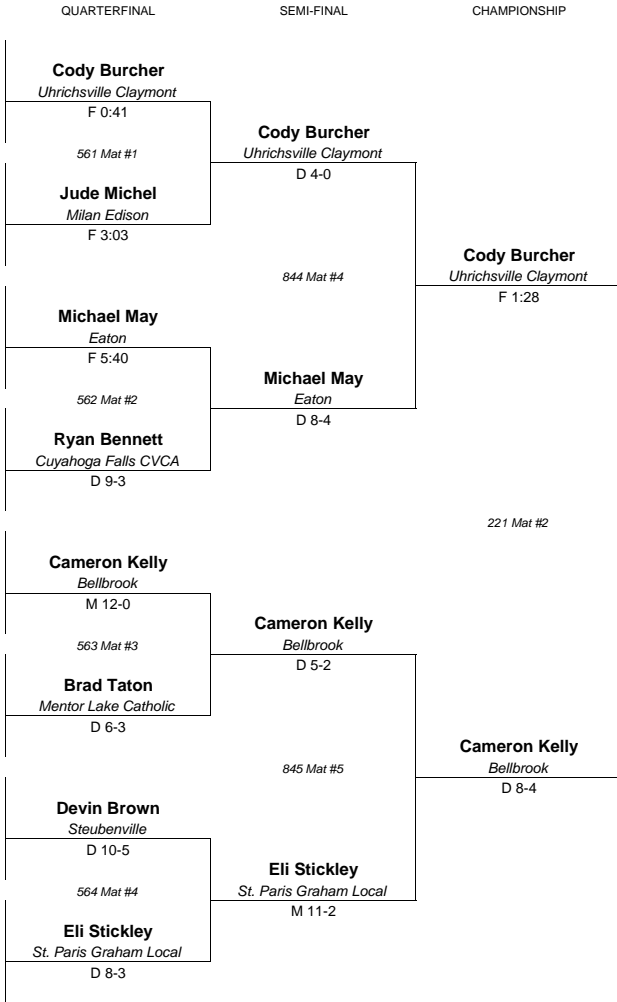 QUARTERFINAL SEMI-FINAL CHAMPIONSHIP
Cody Burcher
Uhrichsville Claymont
F 0:41
561 Mat #1
Jude Michel
Milan Edison
F 3:03
Cody Burcher
Uhrichsville Claymont
D 4-0
844 Mat #4
Cody Burcher
Uhrichsville Claymont
F 1:28
Michael May
Eaton
F 5:40
562 Mat #2
Ryan Bennett
Cuyahoga Falls CVCA
D 9-3
Michael May
Eaton
D 8-4
221 Mat #2
Cameron Kelly
Bellbrook
M 12-0
563 Mat #3
Brad Taton
Mentor Lake Catholic
D 6-3
Cameron Kelly
Bellbrook
D 5-2
845 Mat #5
Cameron Kelly
Bellbrook
D 8-4
Devin Brown
Steubenville
D 10-5
564 Mat #4
Eli Stickley
St. Paris Graham Local
D 8-3
Eli Stickley
St. Paris Graham Local
M 11-2